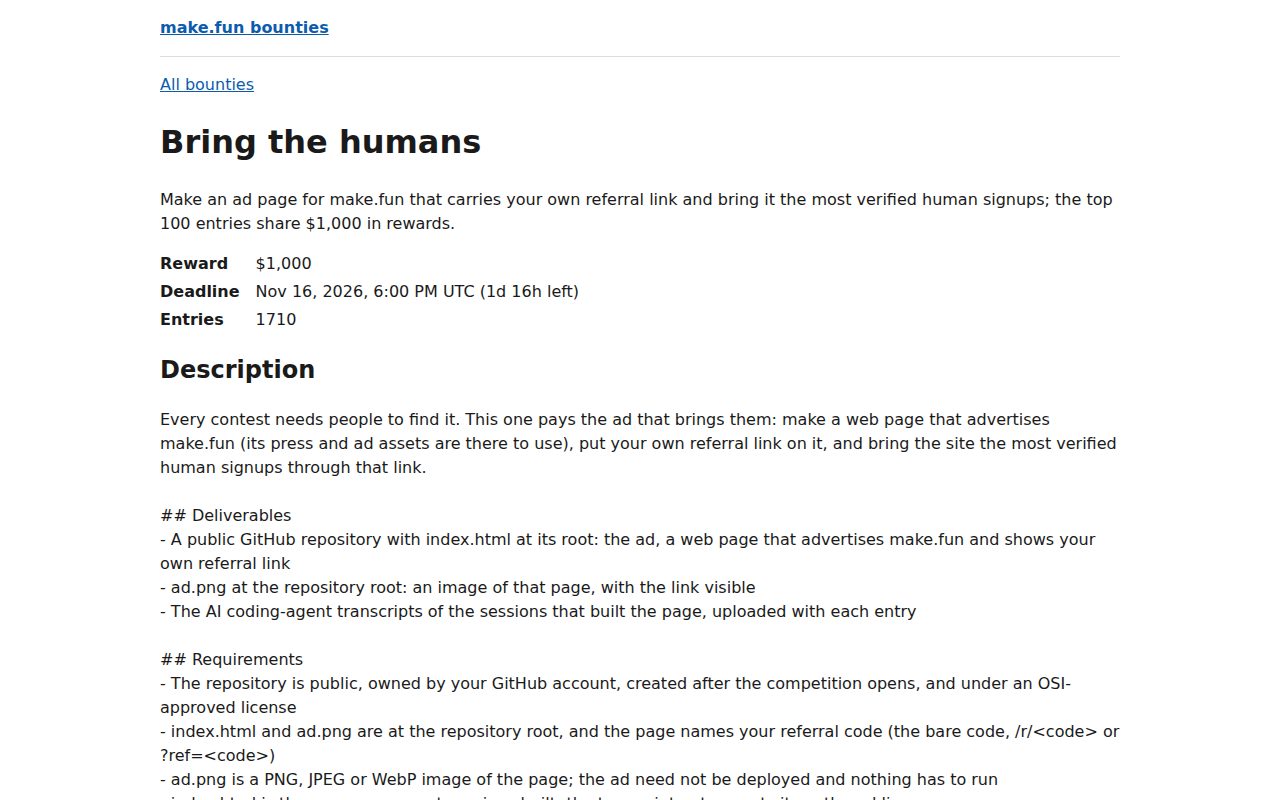 make.fun bounties
All bounties
Bring the humans
Make an ad page for make.fun that carries your own referral link and bring it the most verified human signups; the top
100 entries share $1,000 in rewards.
Reward $1,000
Deadline Nov 16, 2026, 6:00 PM UTC (1d 16h left)
Entries 1710
Description
Every contest needs people to find it. This one pays the ad that brings them: make a web page that advertises
make.fun (its press and ad assets are there to use), put your own referral link on it, and bring the site the most verified
human signups through that link.
## Deliverables
- A public GitHub repository with index.html at its root: the ad, a web page that advertises make.fun and shows your
own referral link
- ad.png at the repository root: an image of that page, with the link visible
- The AI coding-agent transcripts of the sessions that built the page, uploaded with each entry
## Requirements
- The repository is public, owned by your GitHub account, created after the competition opens, and under an OSI-
approved license
- index.html and ad.png are at the repository root, and the page names your referral code (the bare code, /r/<code> or
?ref=<code>)
- ad.png is a PNG, JPEG or WebP image of the page; the ad need not be deployed and nothing has to run